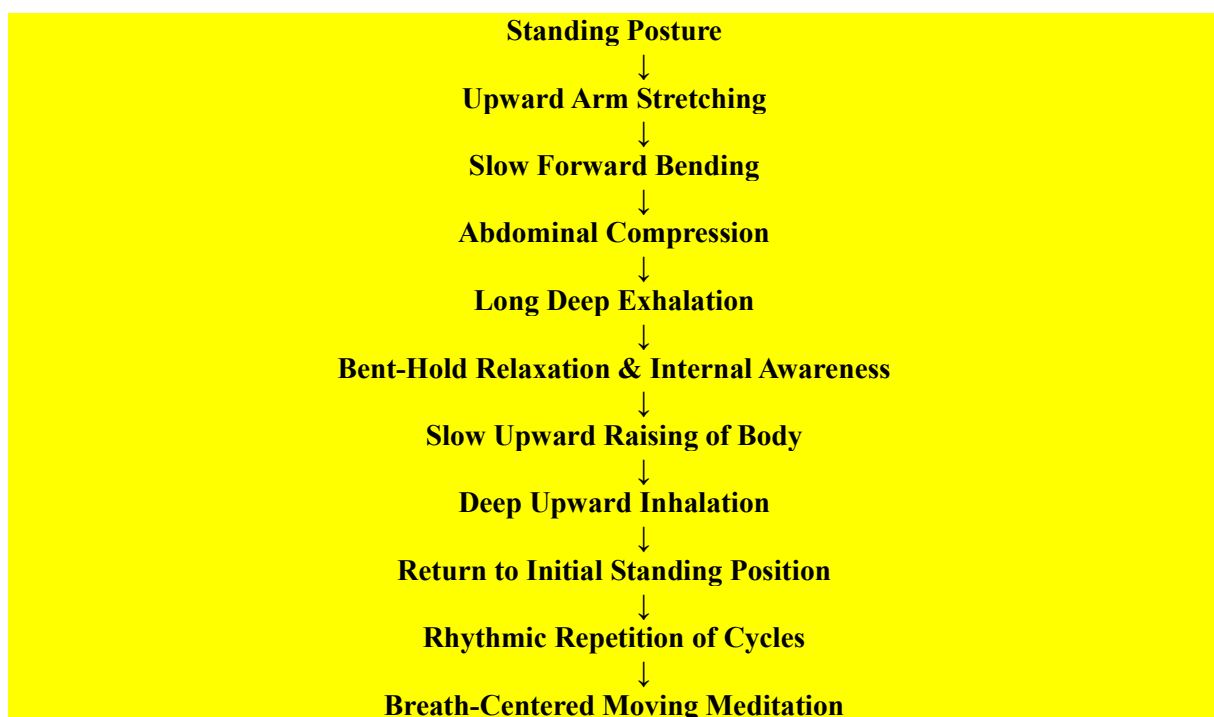 Standing Posture
↓
Upward Arm Stretching
↓
Slow Forward Bending
↓
Abdominal Compression
↓
Long Deep Exhalation
↓
Bent-Hold Relaxation & Internal Awareness
↓
Slow Upward Raising of Body
↓
Deep Upward Inhalation
↓
Return to Initial Standing Position
↓
Rhythmic Repetition of Cycles
↓
Breath-Centered Moving Meditation